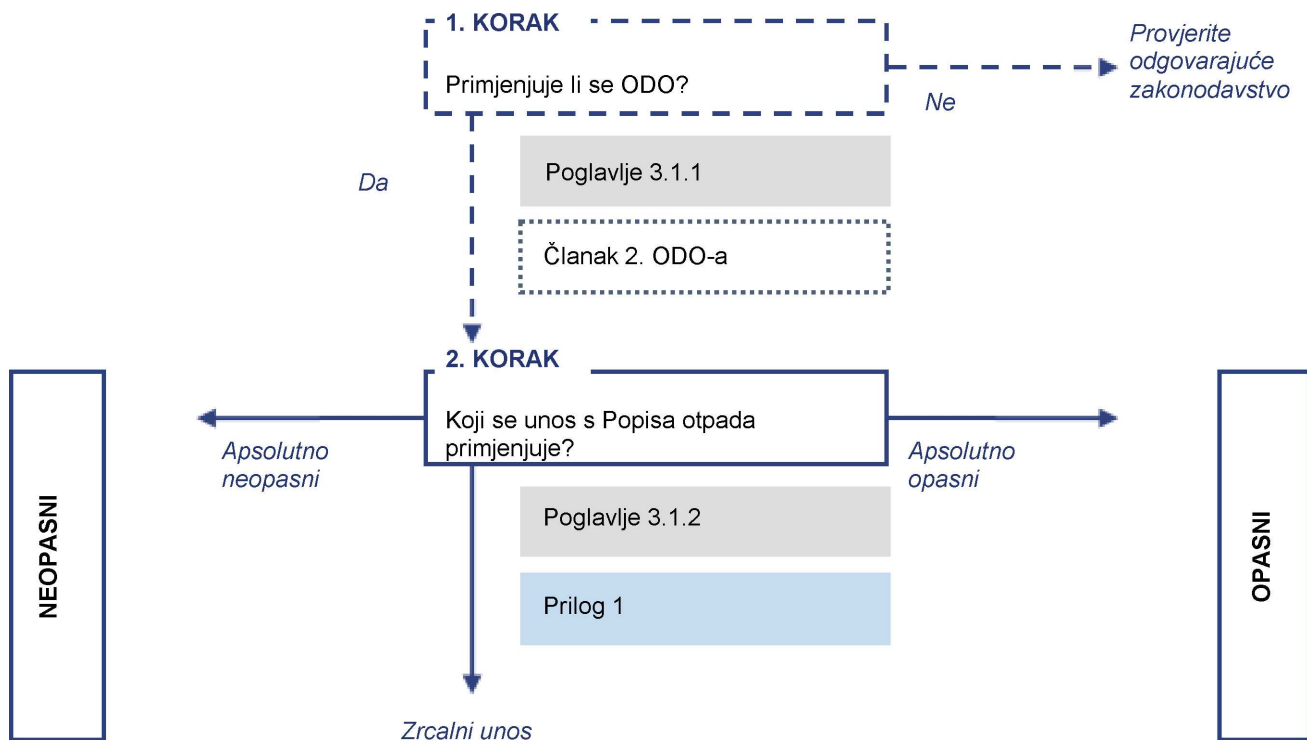 1. KORAK
Primjenjuje li se ODO?
Provjerite
odgovarajuće
zakonodavstvo
Ne
Da
Poglavlje 3.1.1
Članak 2. ODO-a
2. KORAK
Koji se unos s Popisa otpada
primjenjuje?
Apsolutno
neopasni
Apsolutno
opasni
NEOPASNI
Poglavlje 3.1.2
Prilog 1
OPASNI
Zrcalni unos